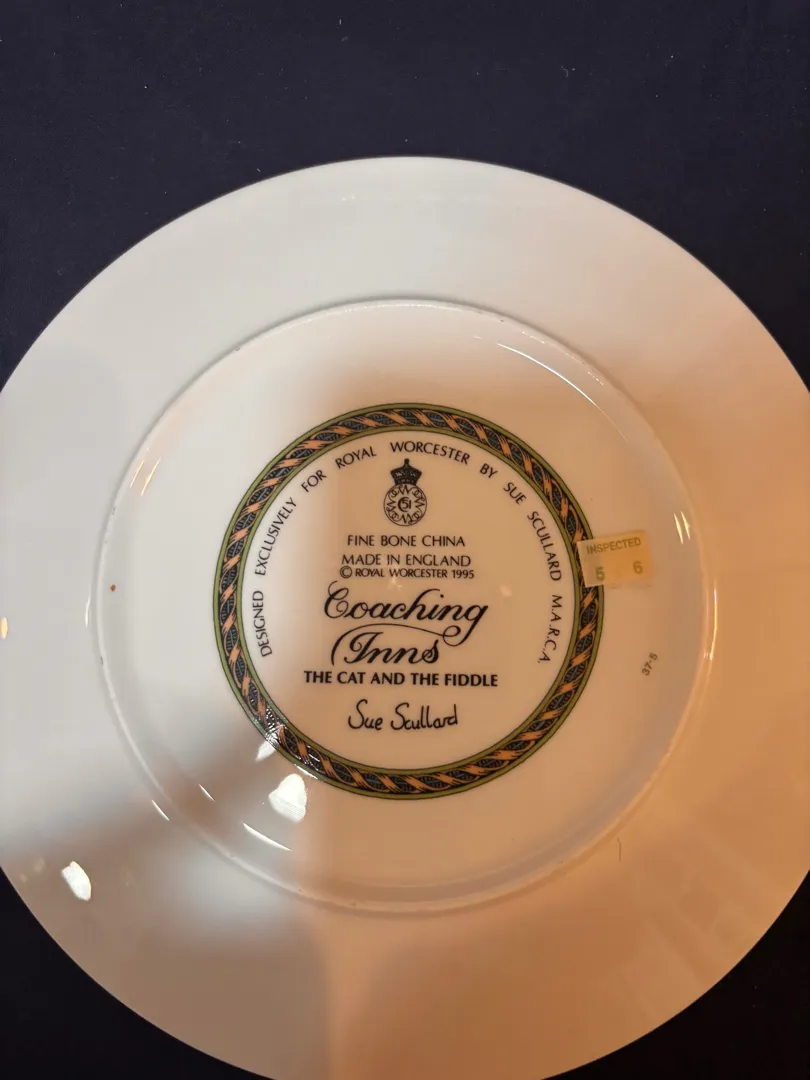 DESIGNED EXCLUSIVELY FOR ROYAL WORCESTER BY SUE SCULLARD M.A.R.C.A.
51
FINE BONE CHINA
MADE IN ENGLAND
© ROYAL WORCESTER 1995
Coaching
Inns
THE CAT AND THE FIDDLE
Sue Scullard
INSPECTED
5 6
37-5